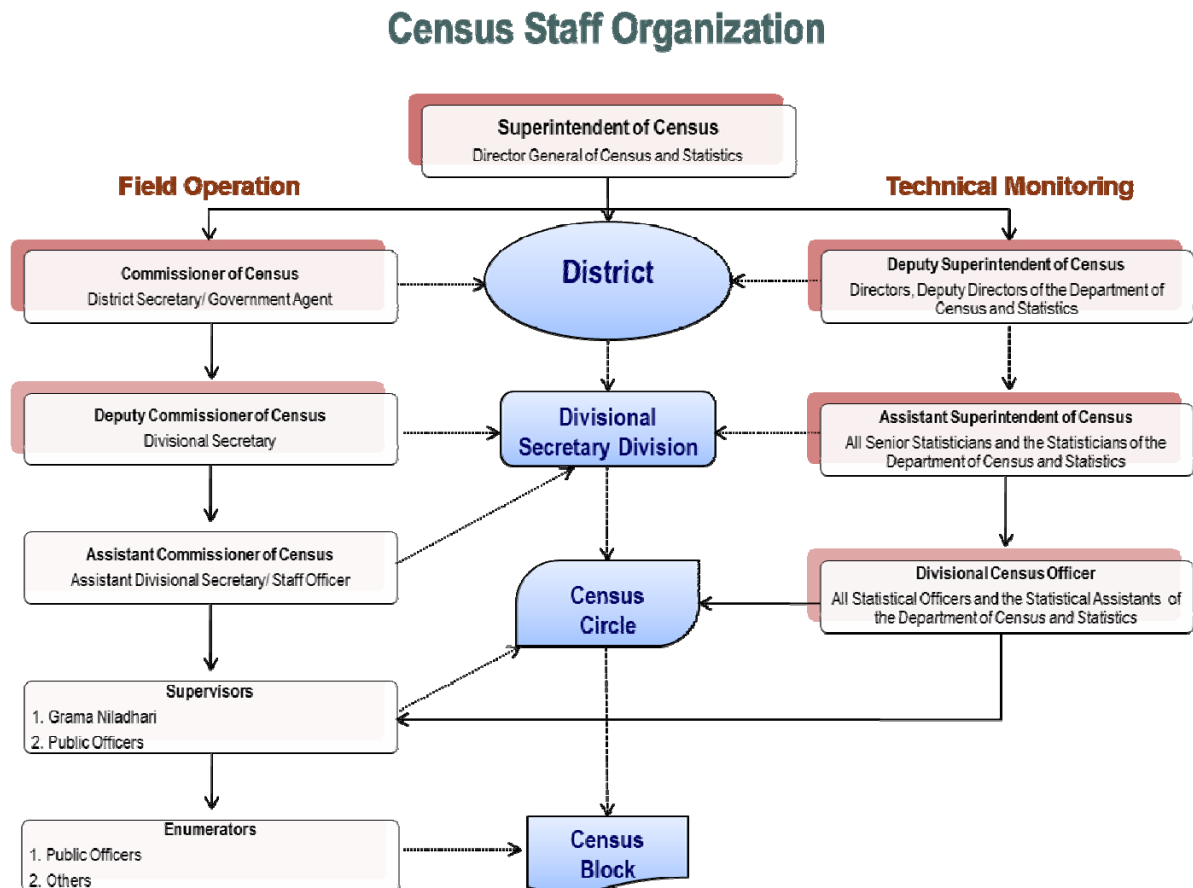 Census Staff Organization
Superintendent of Census
Director General of Census and Statistics
Field Operation
Technical Monitoring
Commissioner of Census
District Secretary/ Government Agent
District
Deputy Superintendent of Census
Directors, Deputy Directors of the Department of
Census and Statistics
Deputy Commissioner of Census
Divisional Secretary
Divisional
Secretary Division
Assistant Superintendent of Census
All Senior Statisticians and the Statisticians of the
Department of Census and Statistics
Assistant Commissioner of Census
Assistant Divisional Secretary/ Staff Officer
Census
Circle
Divisional Census Officer
All Statistical Officers and the Statistical Assistants of
the Department of Census and Statistics
Supervisors
1. Grama Niladhari
2. Public Officers
Enumerators
1. Public Officers
2. Others
Census
Block